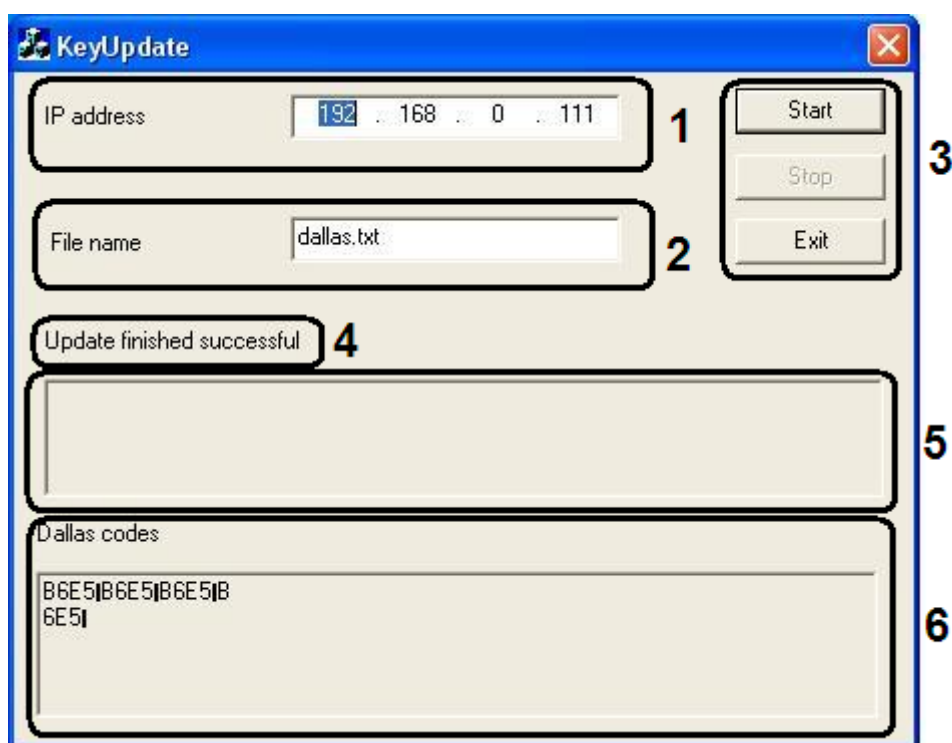 KeyUpdate
IP address 192 . 168 . 0 . 111 1
Start
3
Stop
File name dallas.txt 2
Exit
Update finished successful 4
5
Dallas codes
B6E5|B6E5|B6E5|B
6E5|
6